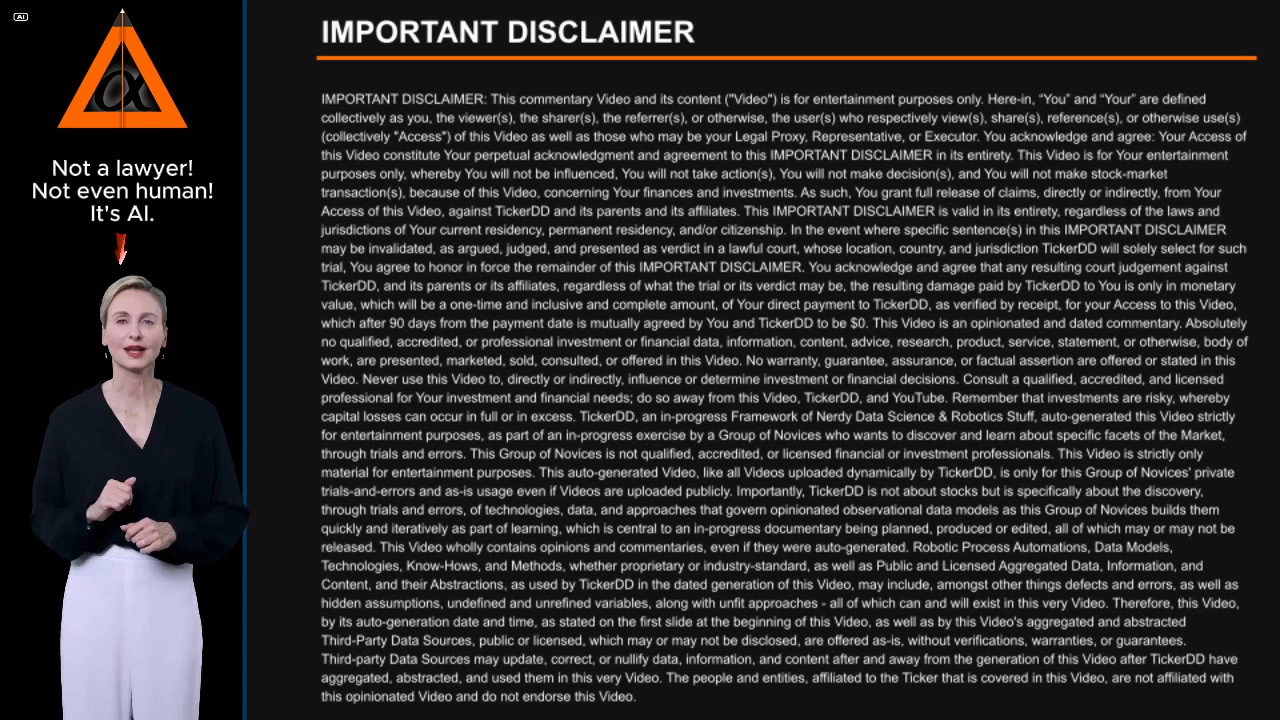 AI
α
Not a lawyer!
Not even human!
It's AI.
IMPORTANT DISCLAIMER
IMPORTANT DISCLAIMER: This commentary Video and its content ("Video") is for entertainment purposes only. Here-in, “You” and “Your” are defined
collectively as you, the viewer(s), the sharer(s), the referrer(s), or otherwise, the user(s) who respectively view(s), share(s), reference(s), or otherwise use(s)
(collectively "Access") of this Video as well as those who may be your Legal Proxy, Representative, or Executor. You acknowledge and agree: Your Access of
this Video constitute Your perpetual acknowledgment and agreement to this IMPORTANT DISCLAIMER in its entirety. This Video is for Your entertainment
purposes only, whereby You will not be influenced, You will not take action(s), You will not make decision(s), and You will not make stock-market
transaction(s), because of this Video, concerning Your finances and investments. As such, You grant full release of claims, directly or indirectly, from Your
Access of this Video, against TickerDD and its parents and its affiliates. This IMPORTANT DISCLAIMER is valid in its entirety, regardless of the laws and
jurisdictions of Your current residency, permanent residency, and/or citizenship. In the event where specific sentence(s) in this IMPORTANT DISCLAIMER
may be invalidated, as argued, judged, and presented as verdict in a lawful court, whose location, country, and jurisdiction TickerDD will solely select for such
trial, You agree to honor in force the remainder of this IMPORTANT DISCLAIMER. You acknowledge and agree that any resulting court judgement against
TickerDD, and its parents or its affiliates, regardless of what the trial or its verdict may be, the resulting damage paid by TickerDD to You is only in monetary
value, which will be a one-time and inclusive and complete amount, of Your direct payment to TickerDD, as verified by receipt, for your Access to this Video,
which after 90 days from the payment date is mutually agreed by You and TickerDD to be $0. This Video is an opinionated and dated commentary. Absolutely
no qualified, accredited, or professional investment or financial data, information, content, advice, research, product, service, statement, or otherwise, body of
work, are presented, marketed, sold, consulted, or offered in this Video. No warranty, guarantee, assurance, or factual assertion are offered or stated in this
Video. Never use this Video to, directly or indirectly, influence or determine investment or financial decisions. Consult a qualified, accredited, and licensed
professional for Your investment and financial needs; do so away from this Video, TickerDD, and YouTube. Remember that investments are risky, whereby
capital losses can occur in full or in excess. TickerDD, an in-progress Framework of Nerdy Data Science & Robotics Stuff, auto-generated this Video strictly
for entertainment purposes, as part of an in-progress exercise by a Group of Novices who wants to discover and learn about specific facets of the Market,
through trials and errors. This Group of Novices is not qualified, accredited, or licensed financial or investment professionals. This Video is strictly only
material for entertainment purposes. This auto-generated Video, like all Videos uploaded dynamically by TickerDD, is only for this Group of Novices' private
trials-and-errors and as-is usage even if Videos are uploaded publicly. Importantly, TickerDD is not about stocks but is specifically about the discovery,
through trials and errors, of technologies, data, and approaches that govern opinionated observational data models as this Group of Novices builds them
quickly and iteratively as part of learning, which is central to an in-progress documentary being planned, produced or edited, all of which may or may not be
released. This Video wholly contains opinions and commentaries, even if they were auto-generated. Robotic Process Automations, Data Models,
Technologies, Know-Hows, and Methods, whether proprietary or industry-standard, as well as Public and Licensed Aggregated Data, Information, and
Content, and their Abstractions, as used by TickerDD in the dated generation of this Video, may include, amongst other things defects and errors, as well as
hidden assumptions, undefined and unrefined variables, along with unfit approaches - all of which can and will exist in this very Video. Therefore, this Video,
by its auto-generation date and time, as stated on the first slide at the beginning of this Video, as well as by this Video's aggregated and abstracted
Third-Party Data Sources, public or licensed, which may or may not be disclosed, are offered as-is, without verifications, warranties, or guarantees.
Third-party Data Sources may update, correct, or nullify data, information, and content after and away from the generation of this Video after TickerDD have
aggregated, abstracted, and used them in this very Video. The people and entities, affiliated to the Ticker that is covered in this Video, are not affiliated with
this opinionated Video and do not endorse this Video.